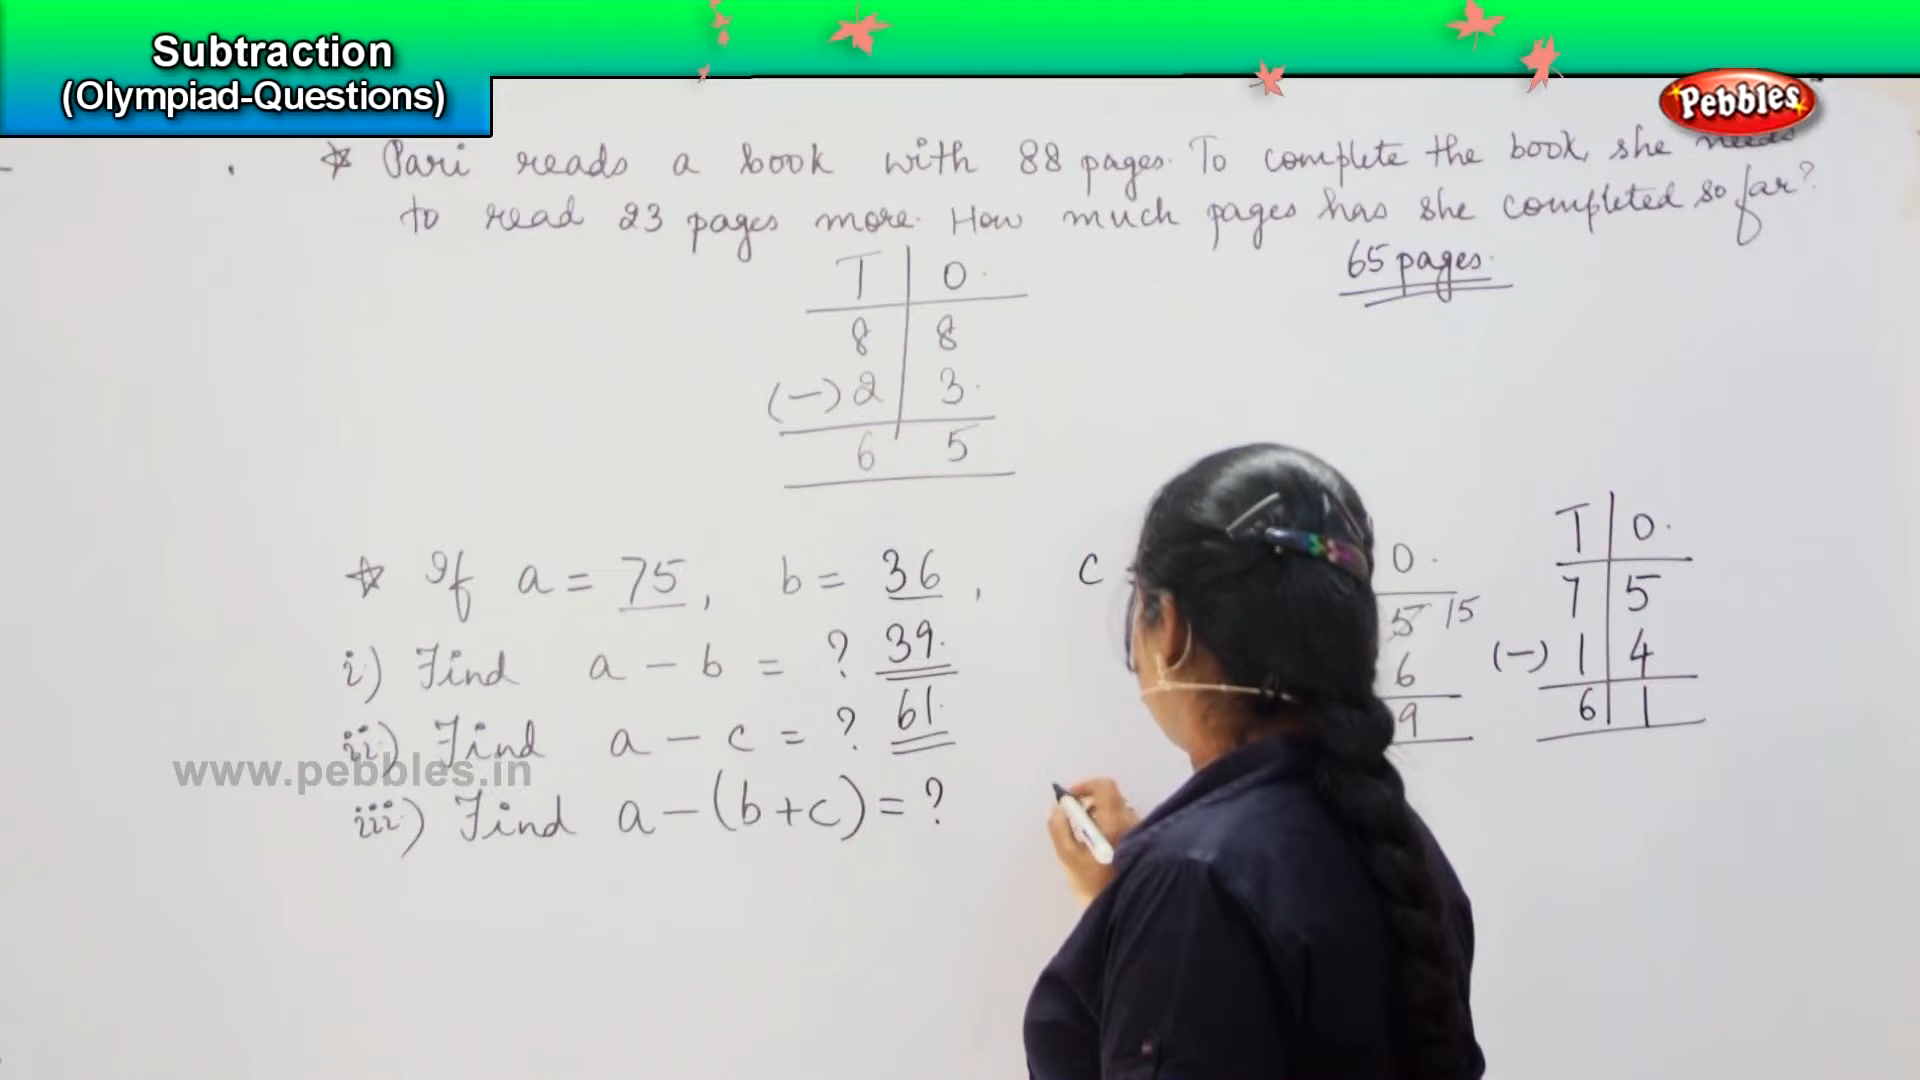 Subtraction
(Olympiad-Questions)
Pebbles
Pari reads a book with 88 pages. To complete the book, she needs
to read 23 pages more. How much pages has she completed so far?
65 pages.
T O.
8 8
(-) 2 3.
6 5
If a = 75, b = 36, c
O.
5 15
6
9
T O.
7 5
(-) 1 4
6 1
i) Find a - b = ? 39.
ii) Find a - c = ? 61.
www.pebbles.in
iii) Find a - (b + c) = ?